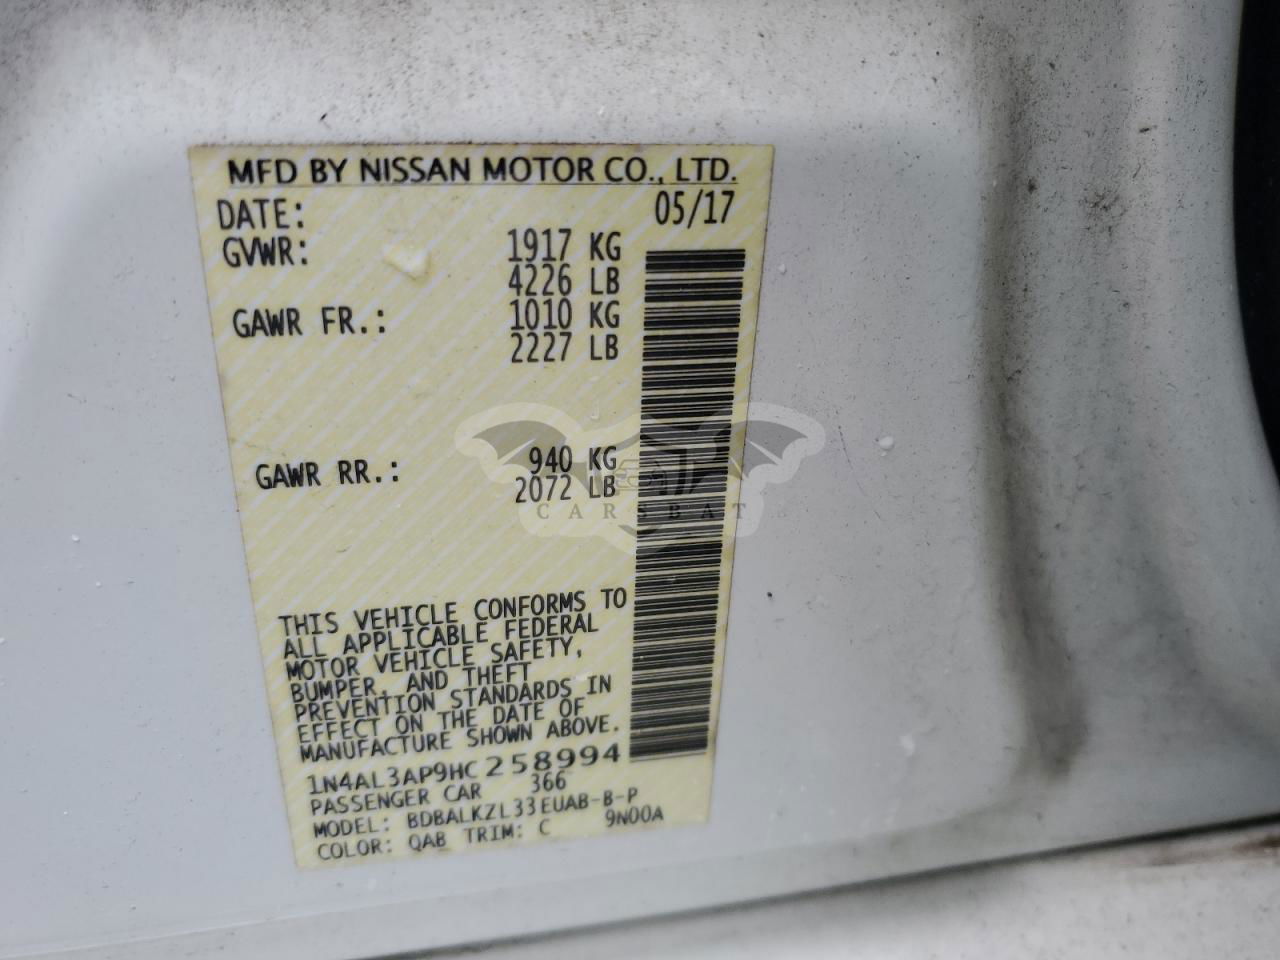 MFD BY NISSAN MOTOR CO., LTD.
DATE: 05/17
GVWR: 1917 KG
4226 LB
GAWR FR.: 1010 KG
2227 LB
GAWR RR.: 940 KG
2072 LB
CARSBAT
THIS VEHICLE CONFORMS TO
ALL APPLICABLE FEDERAL
MOTOR VEHICLE SAFETY,
BUMPER, AND THEFT
PREVENTION STANDARDS IN
EFFECT ON THE DATE OF
MANUFACTURE SHOWN ABOVE.
1N4AL3AP9HC258994
PASSENGER CAR 366
MODEL: BDBALKZL33EUAB-B-P
COLOR: QAB TRIM: C 9N00A